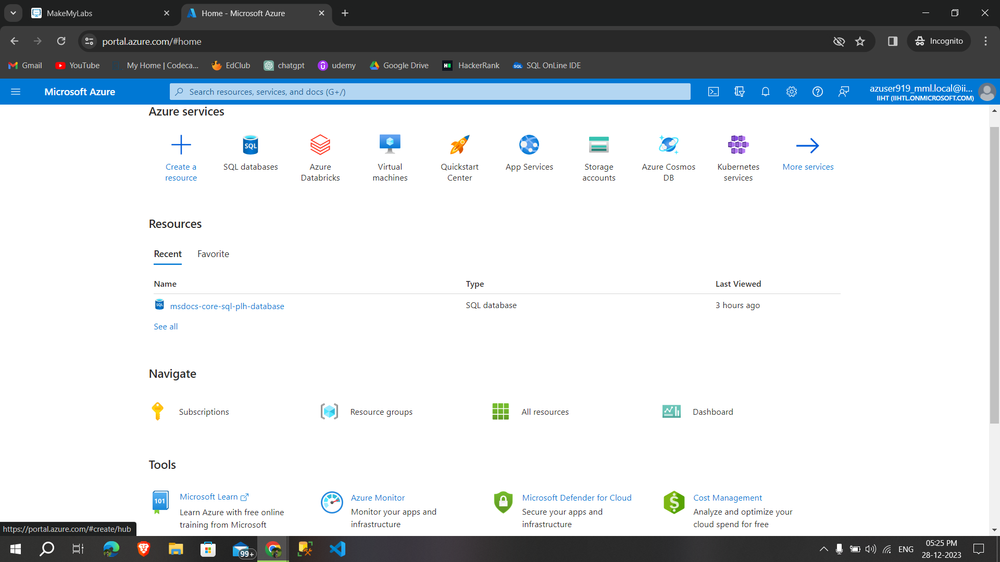 MakeMyLabs
Home - Microsoft Azure
portal.azure.com/#home
Incognito
Gmail
YouTube
My Home | Codeca...
EdClub
chatgpt
udemy
Google Drive
HackerRank
SQL OnLine IDE
Microsoft Azure
Search resources, services, and docs (G+/)
azuser919_mml.local@ii...
IIHT (IIHTL.ONMICROSOFT.COM)
Azure services
Create a
resource
SQL
SQL databases
Azure
Databricks
Virtual
machines
Quickstart
Center
App Services
Storage
accounts
Azure Cosmos
DB
Kubernetes
services
More services
Resources
Recent
Favorite
Name
Type
Last Viewed
SQL
msdocs-core-sql-plh-database
SQL database
3 hours ago
See all
Navigate
Subscriptions
Resource groups
All resources
Dashboard
Tools
101
Microsoft Learn
Learn Azure with free online
training from Microsoft
Azure Monitor
Monitor your apps and
infrastructure
Microsoft Defender for Cloud
Secure your apps and
infrastructure
Cost Management
Analyze and optimize your
cloud spend for free
https://portal.azure.com/#create/hub
99+
ENG
05:25 PM
28-12-2023